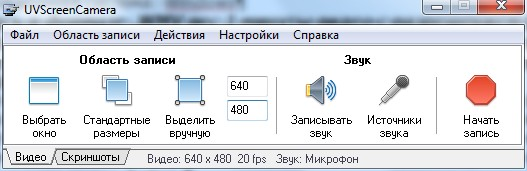 UVScreenCamera
Файл Область записи Действия Настройки Справка
Область записи Звук
640
480
Выбрать окно
Стандартные размеры
Выделить вручную
Записывать звук
Источники звука
Начать запись
Видео Скриншоты Видео: 640 x 480 20 fps Звук: Микрофон